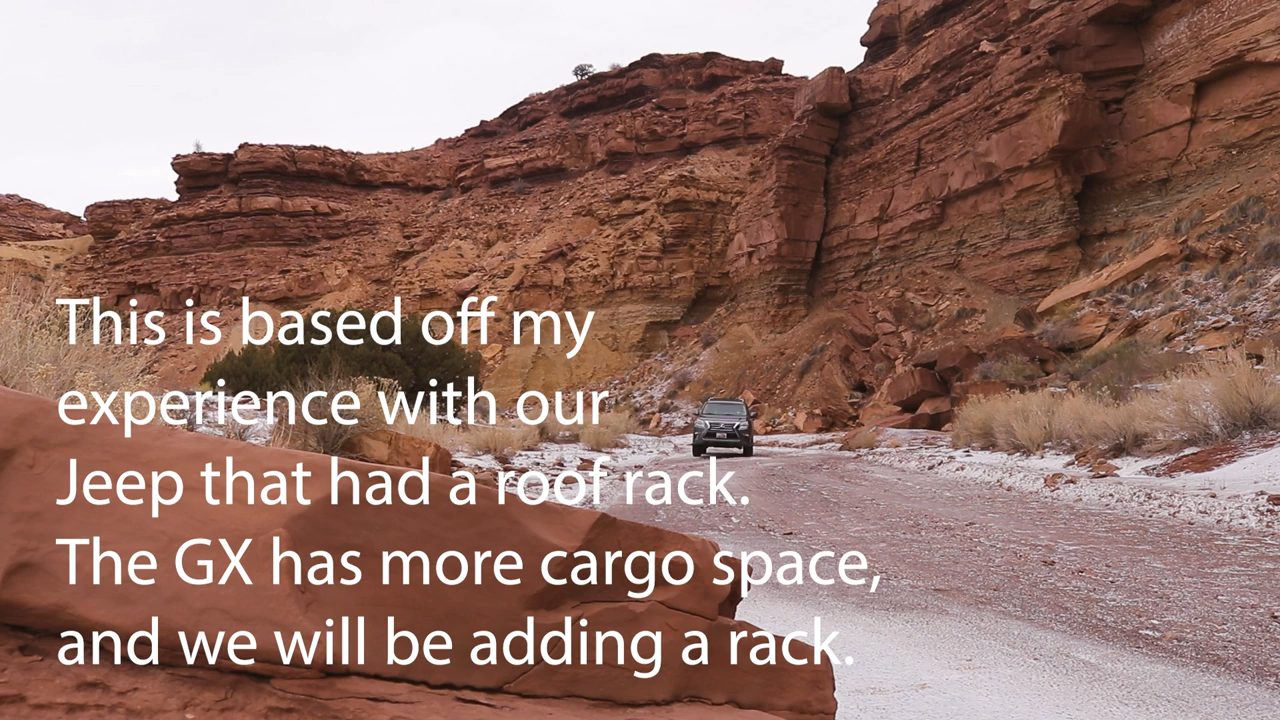 This is based off my
experience with our
Jeep that had a roof rack.
The GX has more cargo space,
and we will be adding a rack.